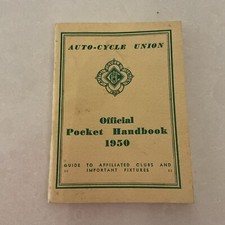 AUTO-CYCLE UNION
Official
Pocket Handbook
1950
GUIDE TO AFFILIATED CLUBS AND
IMPORTANT FIXTURES